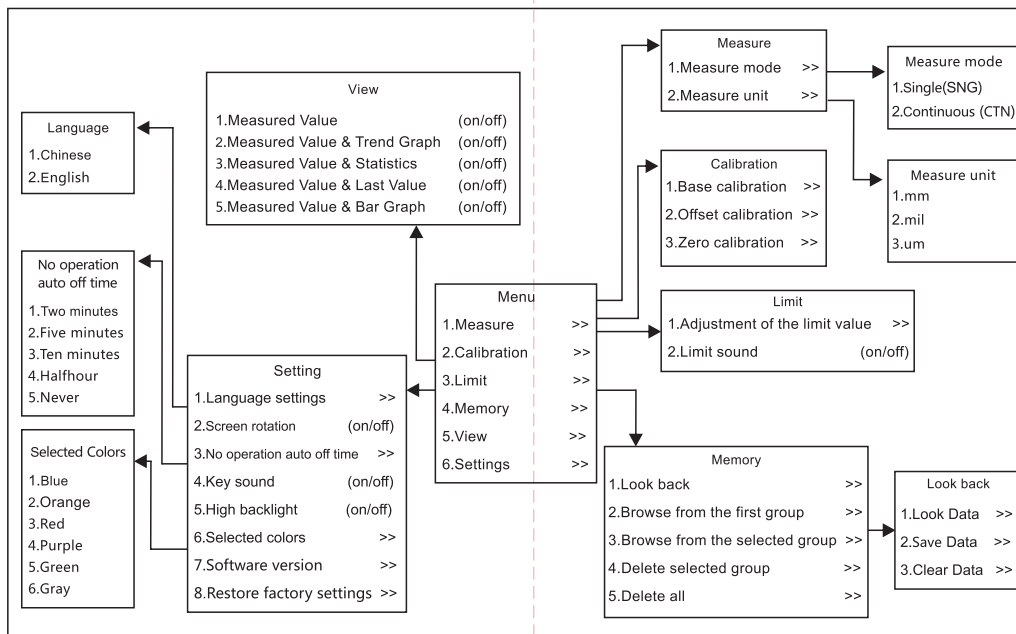 View
1.Measured Value (on/off)
2.Measured Value & Trend Graph (on/off)
3.Measured Value & Statistics (on/off)
4.Measured Value & Last Value (on/off)
5.Measured Value & Bar Graph (on/off)
Language
1.Chinese
2.English
No operation
auto off time
1.Two minutes
2.Five minutes
3.Ten minutes
4.Halfhour
5.Never
Selected Colors
1.Blue
2.Orange
3.Red
4.Purple
5.Green
6.Gray
Setting
1.Language settings >>
2.Screen rotation (on/off)
3.No operation auto off time >>
4.Key sound (on/off)
5.High backlight (on/off)
6.Selected colors >>
7.Software version >>
8.Restore factory settings >>
Menu
1.Measure >>
2.Calibration >>
3.Limit >>
4.Memory >>
5.View >>
6.Settings >>
Measure
1.Measure mode >>
2.Measure unit >>
Measure mode
1.Single(SNG)
2.Continuous (CTN)
Measure unit
1.mm
2.mil
3.um
Calibration
1.Base calibration >>
2.Offset calibration >>
3.Zero calibration >>
Limit
1.Adjustment of the limit value >>
2.Limit sound (on/off)
Memory
1.Look back >>
2.Browse from the first group >>
3.Browse from the selected group >>
4.Delete selected group >>
5.Delete all >>
Look back
1.Look Data >>
2.Save Data >>
3.Clear Data >>